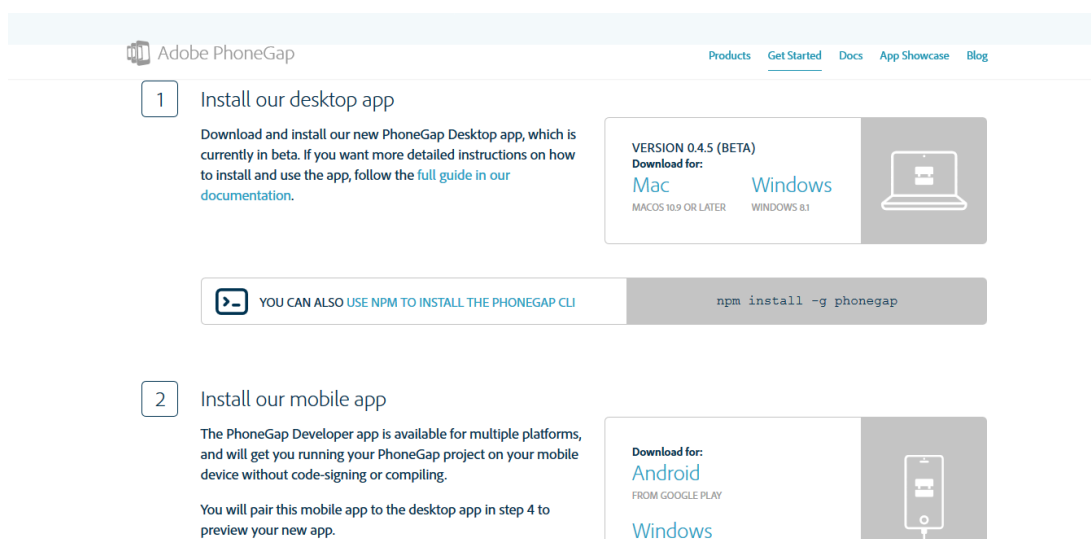 Adobe PhoneGap
Products Get Started Docs App Showcase Blog
1 Install our desktop app
Download and install our new PhoneGap Desktop app, which is
currently in beta. If you want more detailed instructions on how
to install and use the app, follow the full guide in our
documentation.
VERSION 0.4.5 (BETA)
Download for:
Mac Windows
MACOS 10.9 OR LATER WINDOWS 8.1
YOU CAN ALSO USE NPM TO INSTALL THE PHONEGAP CLI
npm install -g phonegap
2 Install our mobile app
The PhoneGap Developer app is available for multiple platforms,
and will get you running your PhoneGap project on your mobile
device without code-signing or compiling.
You will pair this mobile app to the desktop app in step 4 to
preview your new app.
Download for:
Android
FROM GOOGLE PLAY
Windows